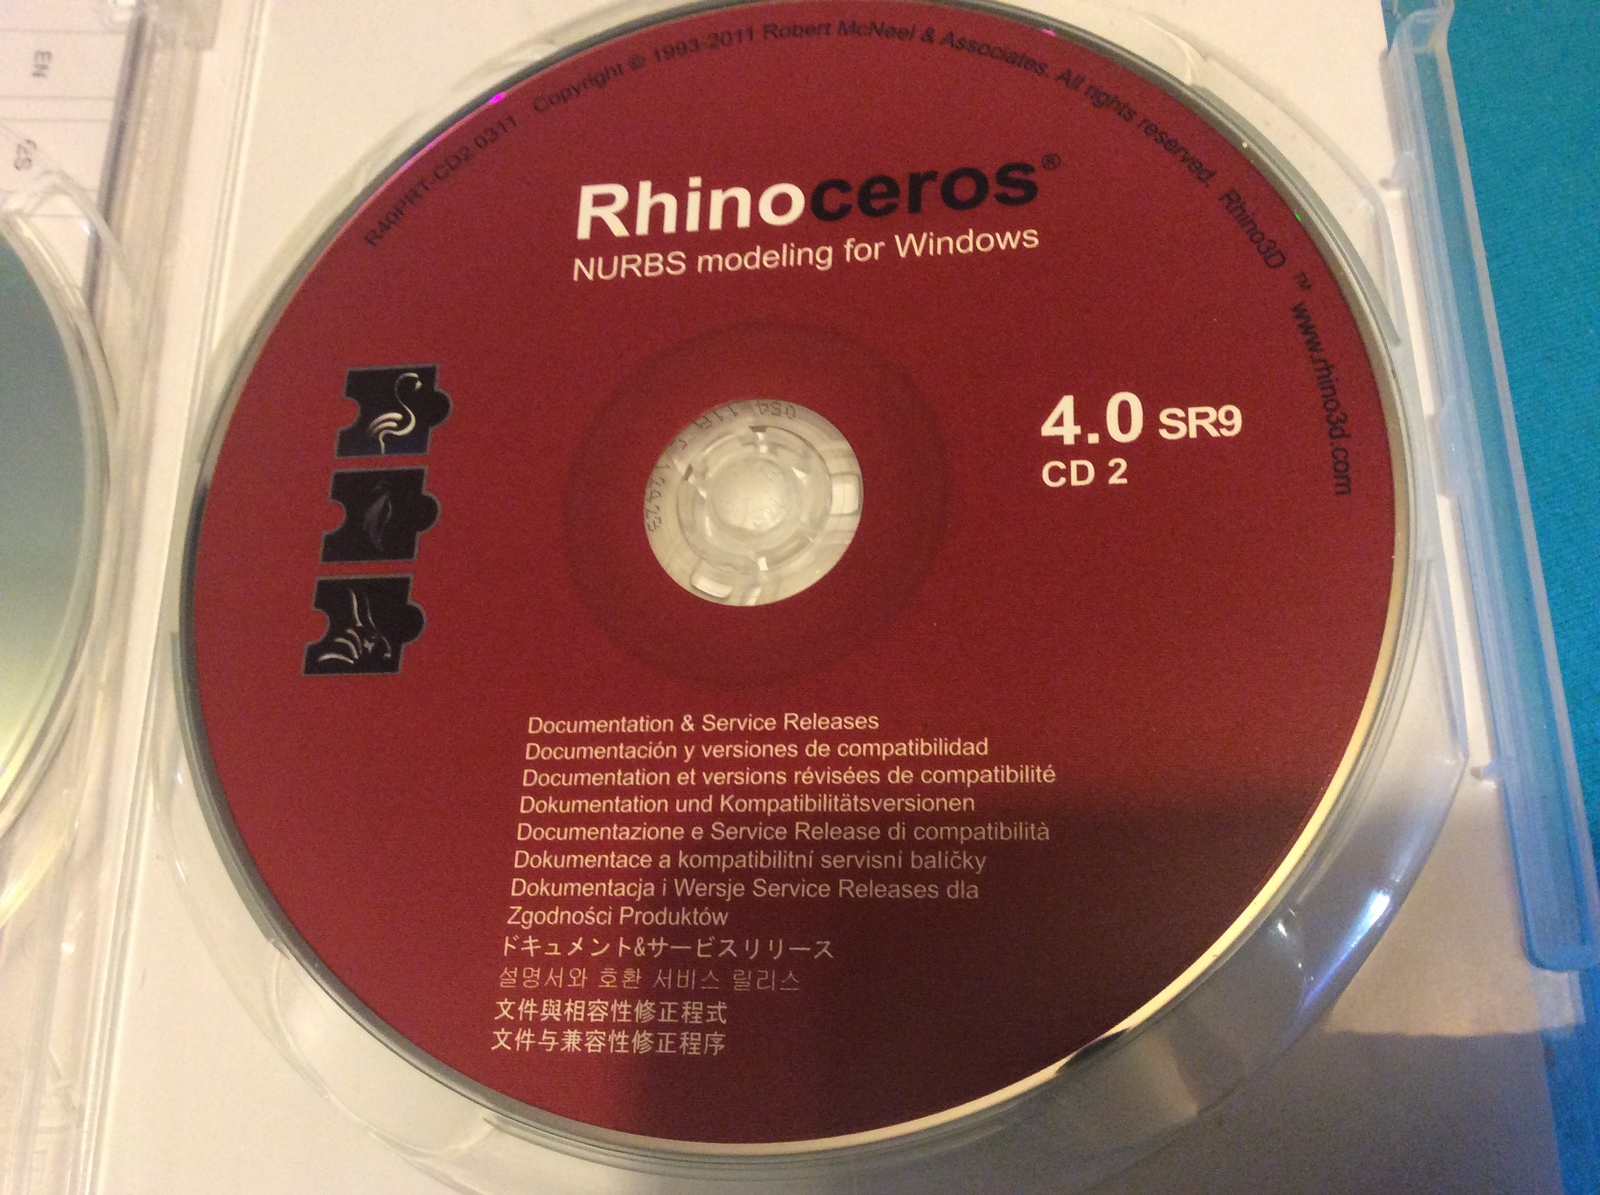 EN
R40PRT-CD2 0311 Copyright © 1993-2011 Robert McNeel & Associates. All rights reserved. Rhino3D ™ www.rhino3d.com
Rhinoceros®
NURBS modeling for Windows
4.0 SR9
CD 2
Documentation & Service Releases
Documentación y versiones de compatibilidad
Documentation et versions révisées de compatibilité
Dokumentation und Kompatibilitätsversionen
Documentazione e Service Release di compatibilità
Dokumentace a kompatibilitní servisní balíčky
Dokumentacja i Wersje Service Releases dla
Zgodności Produktów
ドキュメント&サービスリリース
설명서와 호환 서비스 릴리스
文件與相容性修正程式
文件与兼容性修正程序